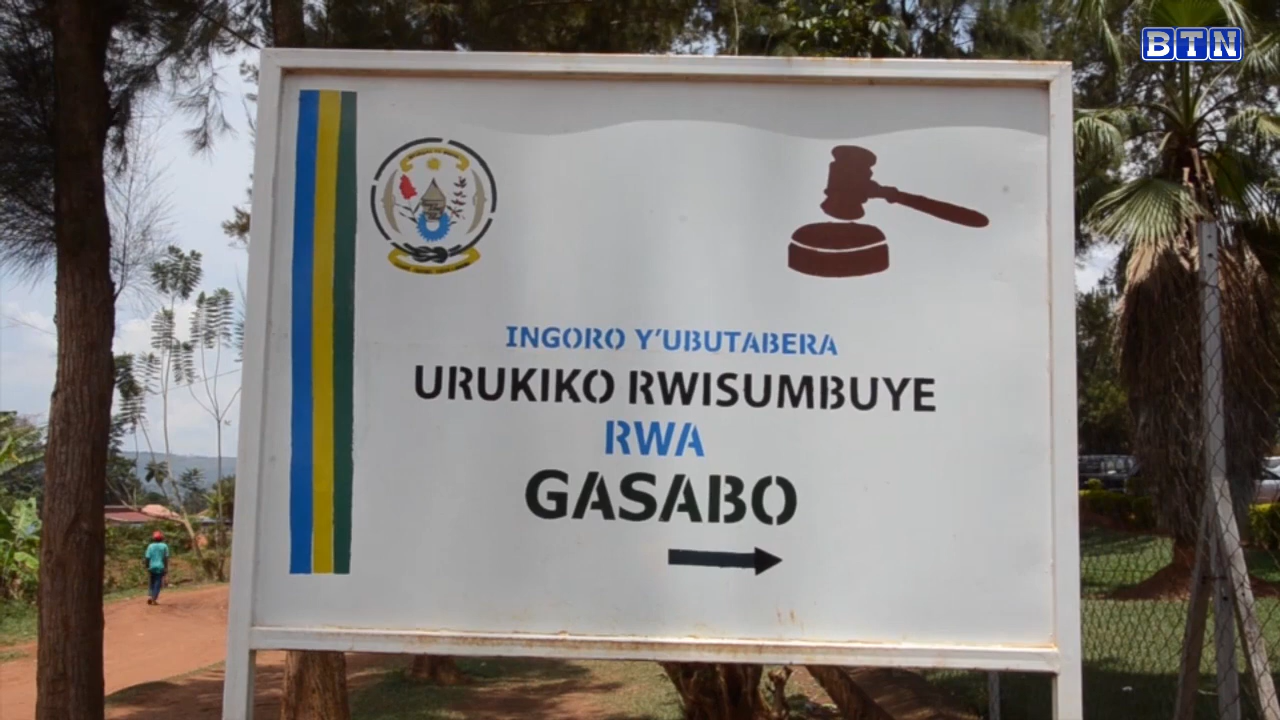 BTN
INGORO Y'UBUTABERA
URUKIKO RWISUMBUYE
RWA
GASABO